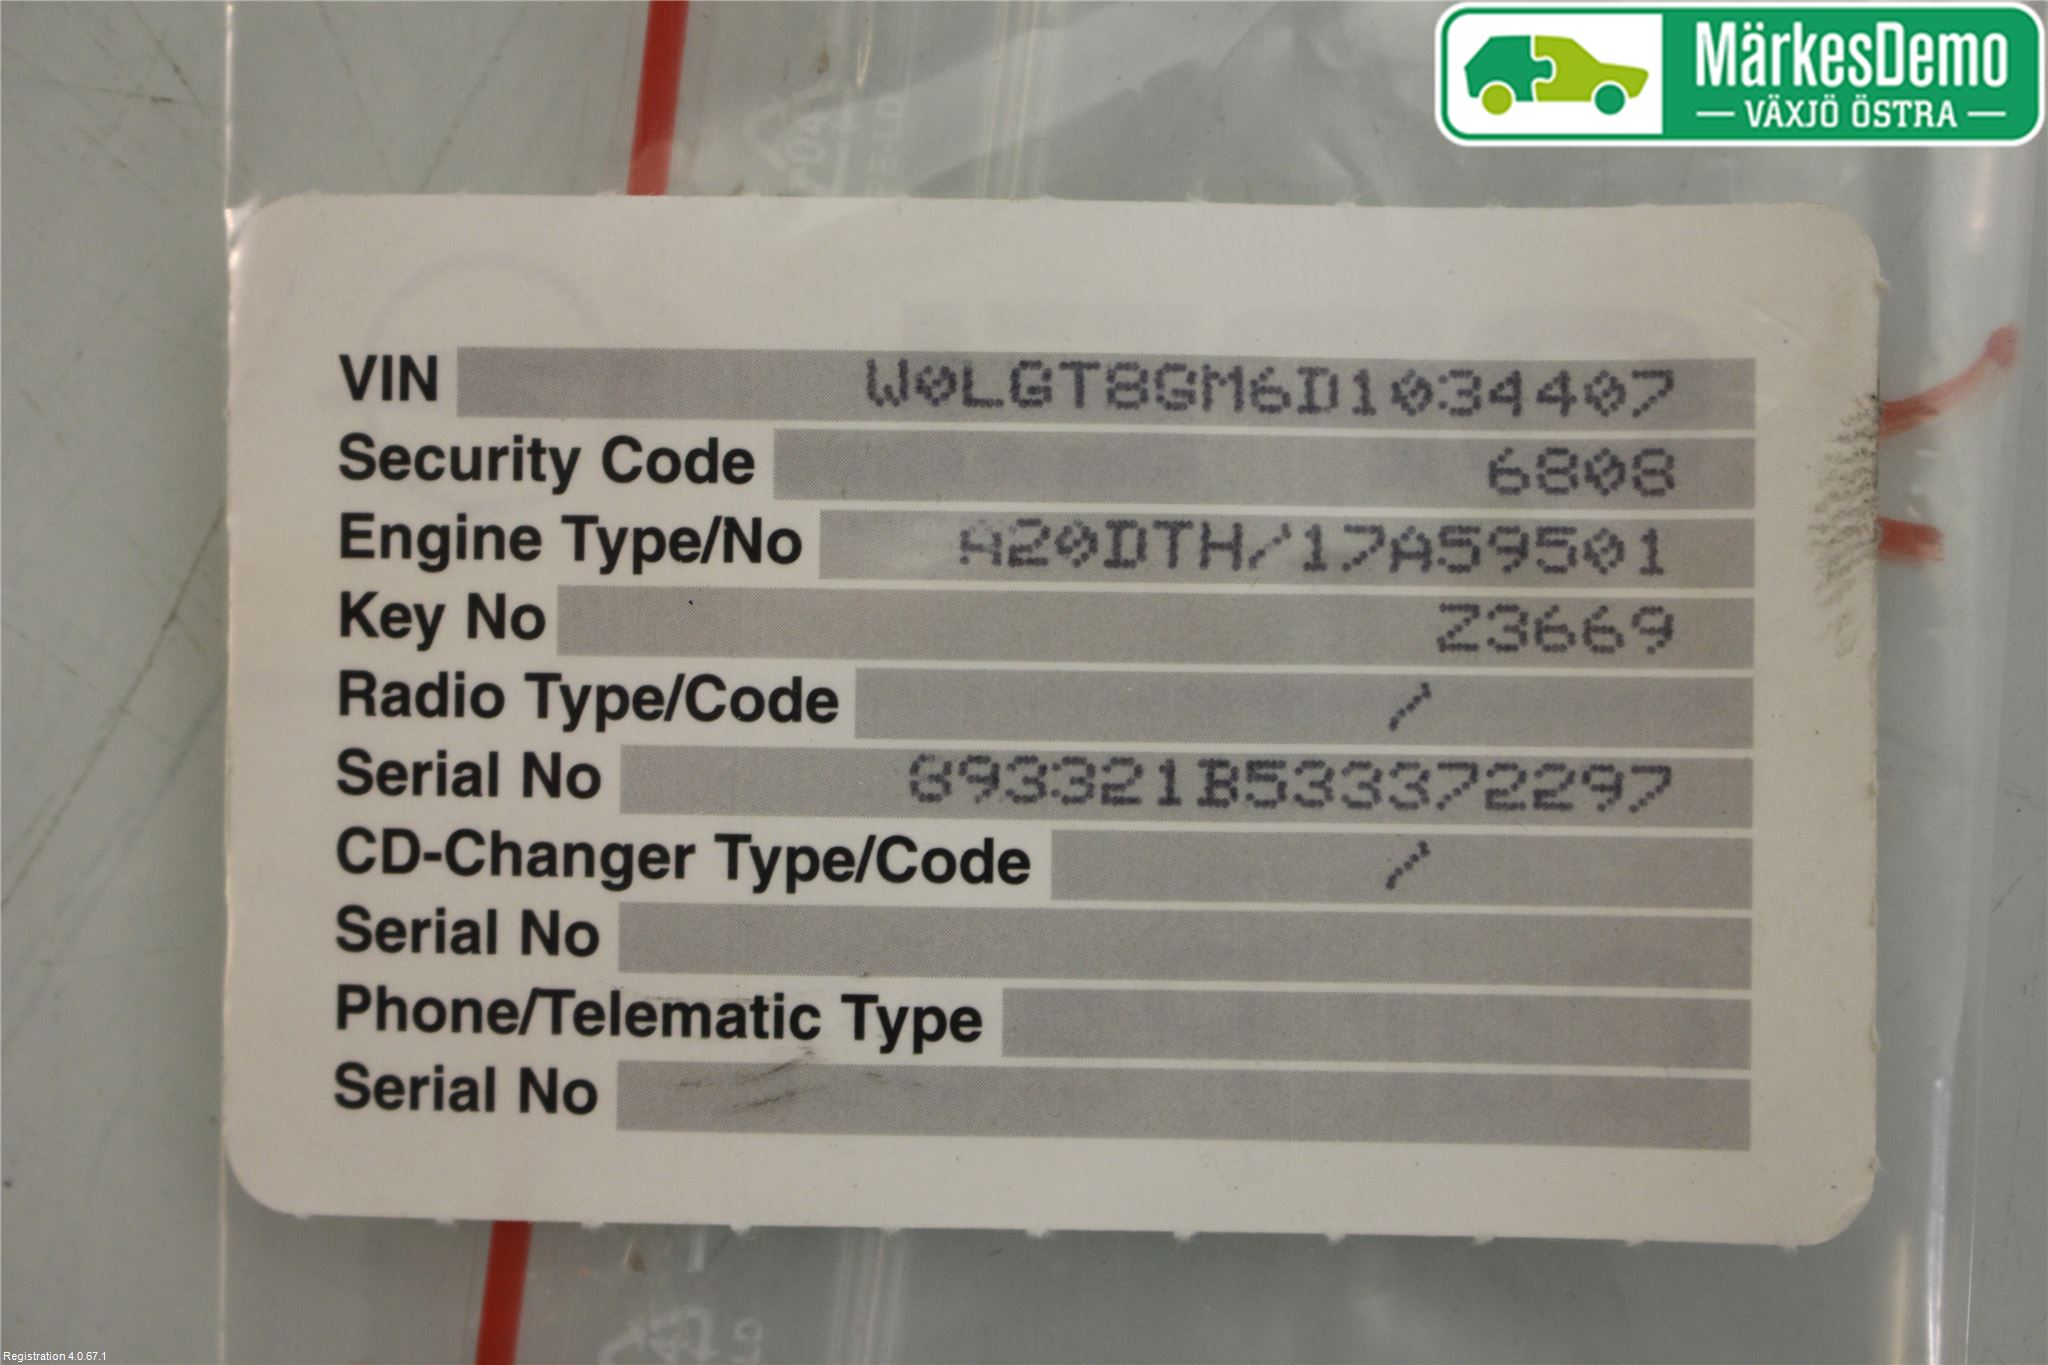 MärkesDemo
VÄXJÖ ÖSTRA
VIN W0LGT8GM6D1034407
Security Code 6808
Engine Type/No A20DTH/17A59501
Key No Z3669
Radio Type/Code /
Serial No 893321B533372297
CD-Changer Type/Code /
Serial No
Phone/Telematic Type
Serial No
Registration 4.0.67.1